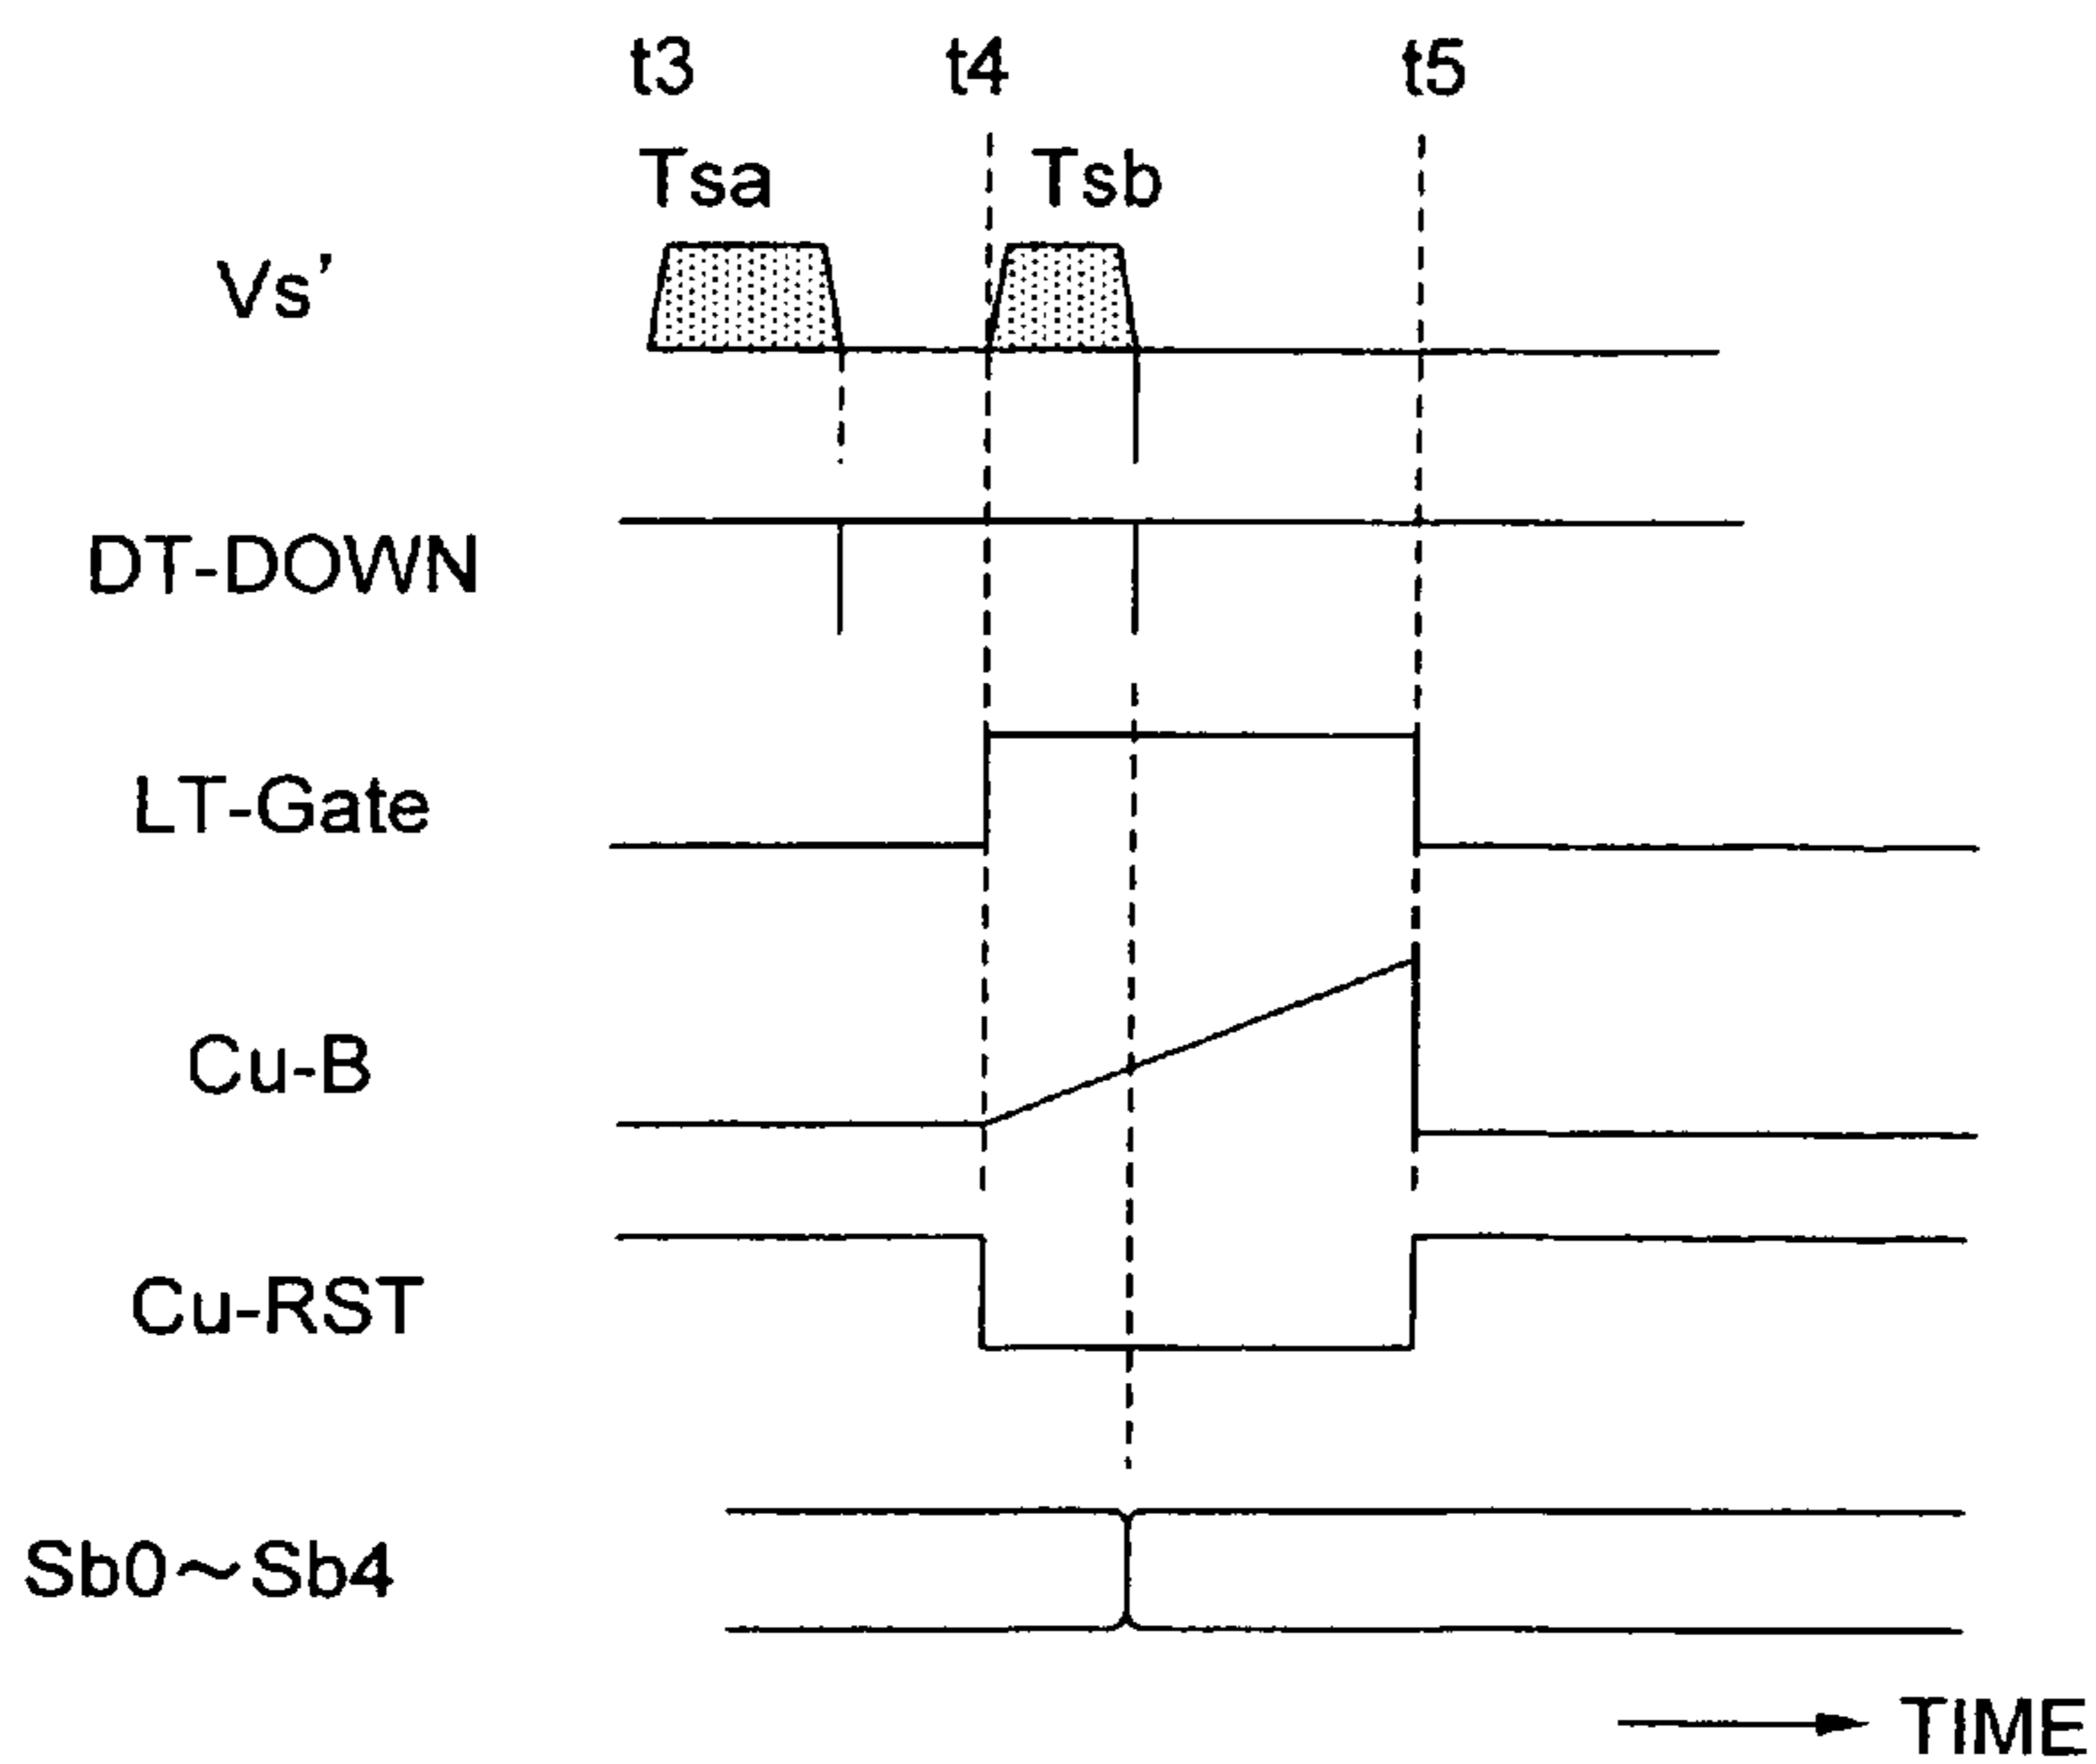 t3 t4 t5
Tsa Tsb
Vs'
DT-DOWN
LT-Gate
Cu-B
Cu-RST
Sb0～Sb4
TIME